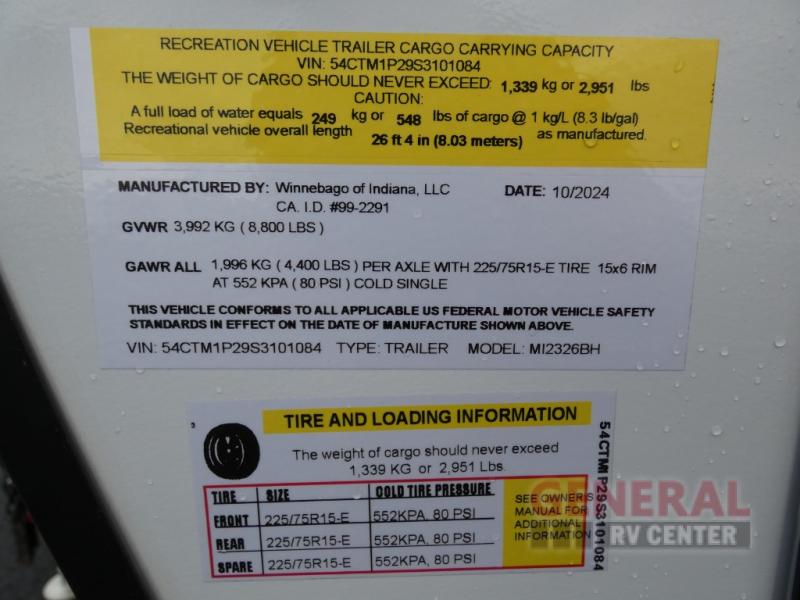 RECREATION VEHICLE TRAILER CARGO CARRYING CAPACITY
VIN: 54CTM1P29S3101084
THE WEIGHT OF CARGO SHOULD NEVER EXCEED: 1,339 kg or 2,951 lbs
CAUTION:
A full load of water equals 249 kg or 548 lbs of cargo @ 1 kg/L (8.3 lb/gal)
Recreational vehicle overall length 26 ft 4 in (8.03 meters) as manufactured.
MANUFACTURED BY: Winnebago of Indiana, LLC DATE: 10/2024
CA. I.D. #99-2291
GVWR 3,992 KG ( 8,800 LBS )
GAWR ALL 1,996 KG ( 4,400 LBS ) PER AXLE WITH 225/75R15-E TIRE 15x6 RIM
AT 552 KPA ( 80 PSI ) COLD SINGLE
THIS VEHICLE CONFORMS TO ALL APPLICABLE US FEDERAL MOTOR VEHICLE SAFETY
STANDARDS IN EFFECT ON THE DATE OF MANUFACTURE SHOWN ABOVE.
VIN: 54CTM1P29S3101084 TYPE: TRAILER MODEL: MI2326BH
TIRE AND LOADING INFORMATION
The weight of cargo should never exceed
1,339 KG or 2,951 Lbs.
TIRE SIZE COLD TIRE PRESSURE
FRONT 225/75R15-E 552KPA, 80 PSI
REAR 225/75R15-E 552KPA, 80 PSI
SPARE 225/75R15-E 552KPA, 80 PSI
SEE OWNER'S
MANUAL FOR
ADDITIONAL
INFORMATION
54CTM1P29S3101084
GENERAL
RV CENTER